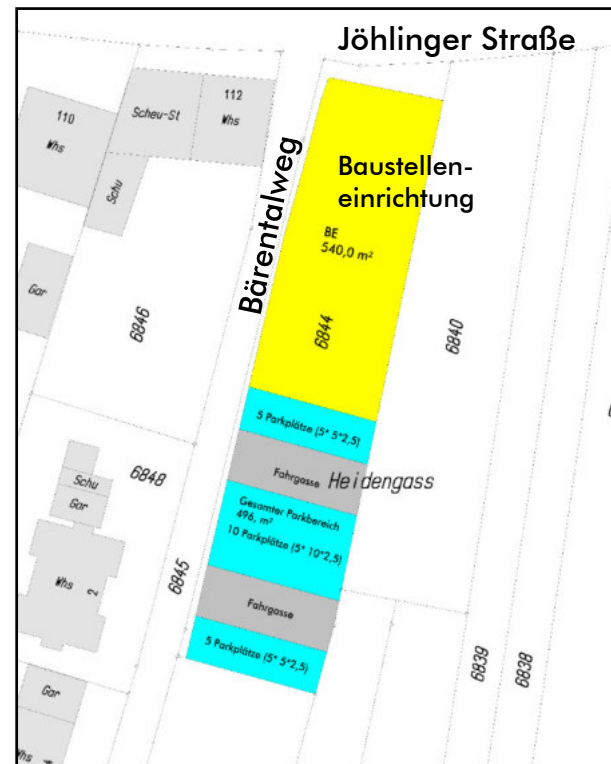 Jöhlinger Straße
112
Whs
Scheu-St
110
Whs
Schu
Bärentalweg
Baustellen-
einrichtung
BE
540,0 m²
Gar
6846
6844
6840
5 Parkplätze (5* 5*2,5)
Fahrgasse
Heidengass
6848
Schu
Gar
Gesamter Parkbereich
496, m²
10 Parkplätze (5* 10*2,5)
Whs
2
6845
Fahrgasse
5 Parkplätze (5* 5*2,5)
6839
6838
Gar
Whs